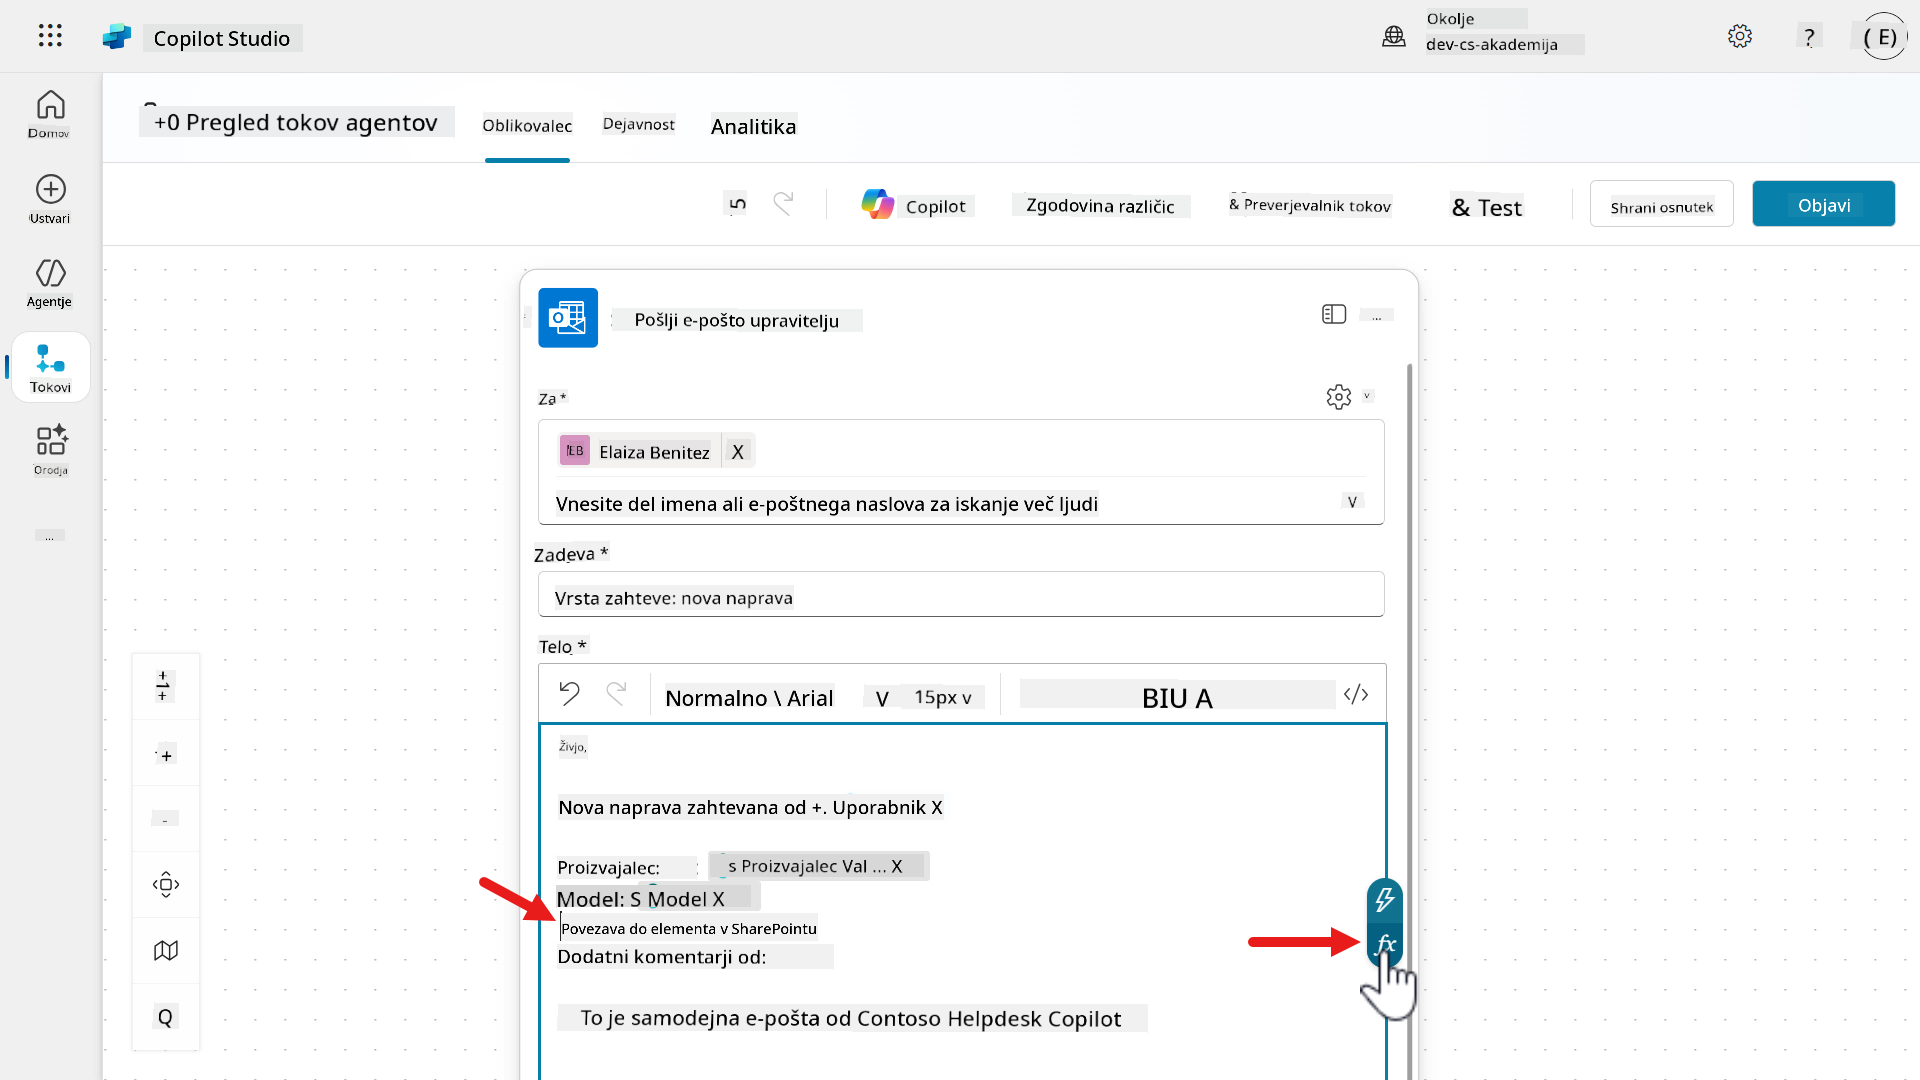 Copilot Studio
Okolje
dev-cs-akademija
?
( E)
Domov
Ustvari
Agentje
Tokovi
Orodja
...
+0 Pregled tokov agentov
Oblikovalec
Dejavnost
Analitika
5
Copilot
Zgodovina različic
& Preverjevalnik tokov
& Test
Shrani osnutek
Objavi
Pošlji e-pošto upravitelju
...
Za *
v
EB
Elaiza Benitez
X
Vnesite del imena ali e-poštnega naslova za iskanje več ljudi
V
Zadeva *
Vrsta zahteve: nova naprava
Telo *
Normalno \ Arial
V
15px v
BIU A
</>
Živjo,
Nova naprava zahtevana od +. Uporabnik X
Proizvajalec: : s Proizvajalec Val ... X
Model: S Model X
Povezava do elementa v SharePointu
Dodatni komentarji od:
To je samodejna e-pošta od Contoso Helpdesk Copilot
fx
+
-
Q